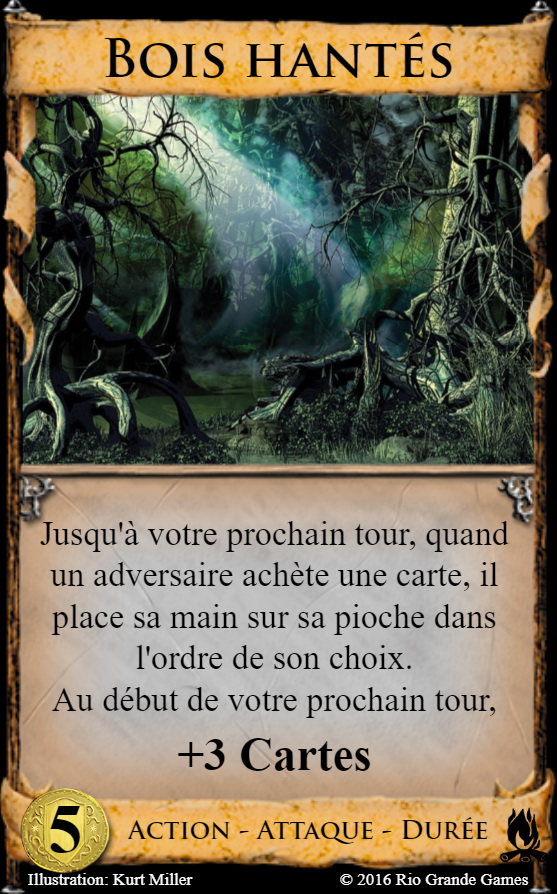 Bois hantés
Jusqu'à votre prochain tour, quand
un adversaire achète une carte, il
place sa main sur sa pioche dans
l'ordre de son choix.
Au début de votre prochain tour,
+3 Cartes
5
Action - Attaque - Durée
Illustration: Kurt Miller
© 2016 Rio Grande Games